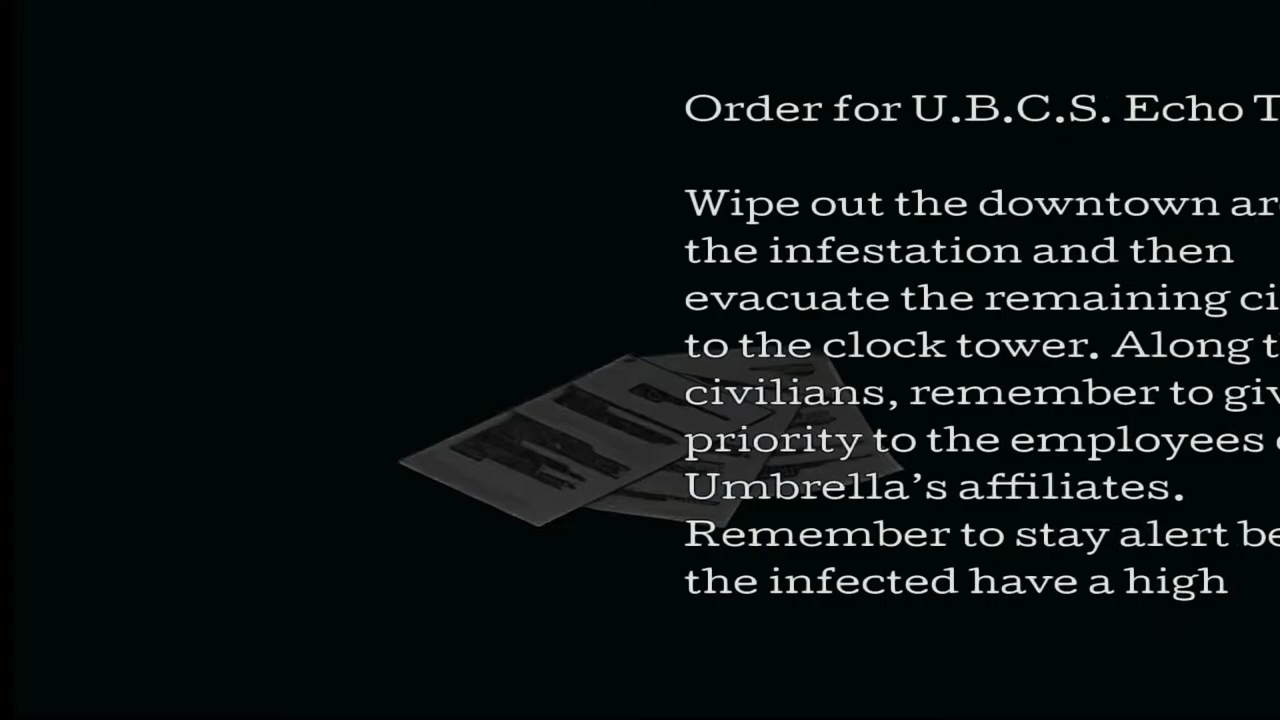 Order for U.B.C.S. Echo T
Wipe out the downtown ar
the infestation and then
evacuate the remaining ci
to the clock tower. Along t
civilians, remember to giv
priority to the employees
Umbrella’s affiliates.
Remember to stay alert be
the infected have a high